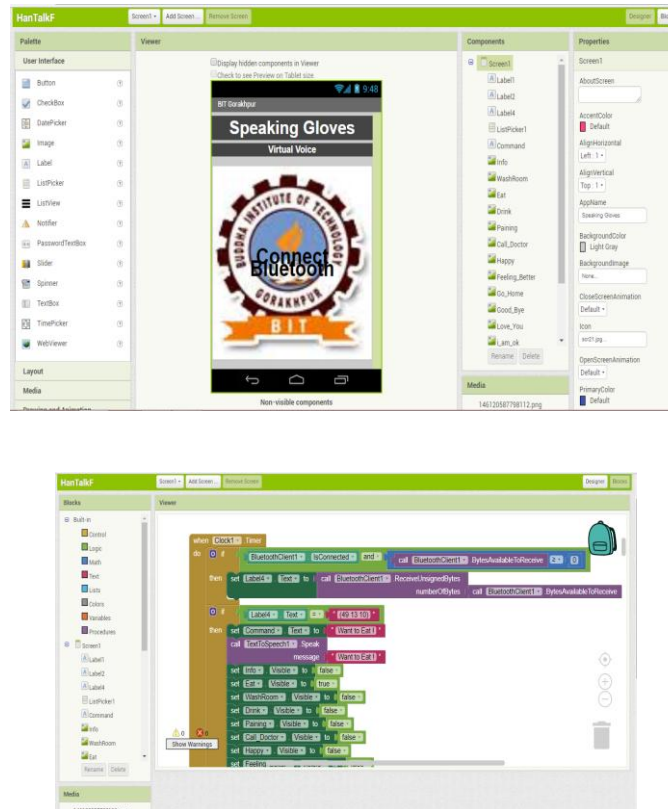 HanTalkF
Screen1
Add Screen ...
Remove Screen
Designer
Palette
User Interface
Button
CheckBox
DatePicker
Image
Label
ListPicker
ListView
Notifier
PasswordTextBox
Slider
Spinner
TextBox
TimePicker
WebViewer
Layout
Media
Drawing and Animation
Viewer
Display hidden components in Viewer
Check to see Preview on Tablet size.
9:48
BIT Gorakhpur
Speaking Gloves
Virtual Voice
BUDDHA INSTITUTE OF TECHNOLOGY
Connect
Bluetooth
GORAKHPUR
BIT
Non-visible components
Components
Screen1
Label1
Label2
Label4
ListPicker1
Command
Info
WashRoom
Eat
Drink
Paining
Call_Doctor
Happy
Feeling_Better
Go_Home
Good_Bye
Love_You
I_am_ok
Rename Delete
Media
146120587798112.png
Properties
Screen1
AboutScreen
AccentColor
Default
AlignHorizontal
Left : 1
AlignVertical
Top : 1
AppName
Speaking Gloves
BackgroundColor
Light Gray
BackgroundImage
None...
CloseScreenAnimation
Default
Icon
OpenScreenAnimation
Default
PrimaryColor
Default
HanTalkF
Screen1
Add Screen ...
Remove Screen
Designer
Blocks
Blocks
Built-in
Control
Logic
Math
Text
Lists
Colors
Variables
Procedures
Screen1
Label1
Label2
Label4
ListPicker1
Command
Info
WashRoom
Eat
Rename Delete
Media
Viewer
when Clock1 Timer
do if BluetoothClient1 IsConnected and call BluetoothClient1 BytesAvailableToReceive ≥ 0
then set Label4 Text to call BluetoothClient1 ReceiveUnsignedBytes
numberOfBytes call BluetoothClient1 BytesAvailableToReceive
if Label4 Text = " (49 13 10) "
then set Command Text to " Want to Eat ! "
call TextToSpeech1 Speak
message " Want to Eat ! "
set Info Visible to false
set Eat Visible to true
set WashRoom Visible to false
set Drink Visible to false
set Paining Visible to false
set Call_Doctor Visible to false
set Happy Visible to false
set Feeling
0 0
Show Warnings